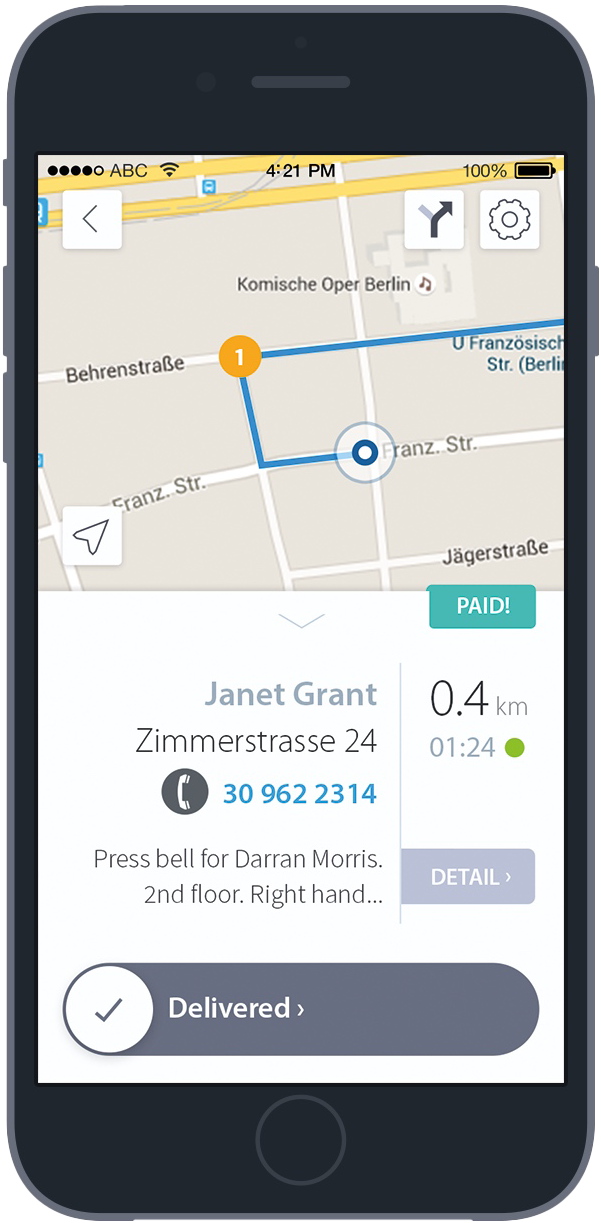 ABC 4:21 PM 100%
Komische Oper Berlin
1
U Französisch
Str. (Berlin
Behrenstraße
Franz. Str.
Franz. Str.
Jägerstraße
PAID!
Janet Grant
0.4 km
Zimmerstrasse 24
01:24
30 962 2314
Press bell for Darran Morris.
2nd floor. Right hand...
DETAIL ›
Delivered ›